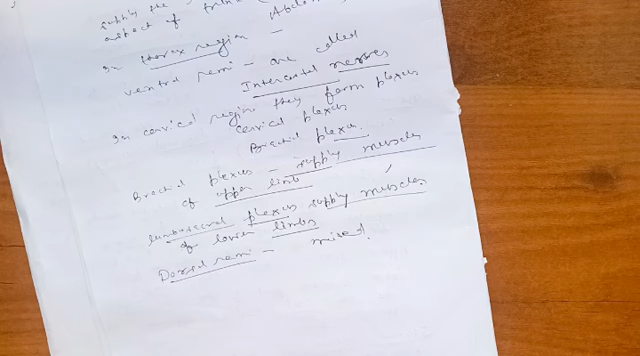 supply the
aspect of trunk (Abdom
In thorax region -
ventral rami - are called
Intercostal nerves
In cervical region they form plexus
cervical plexus
Brachial plexus
Brachial plexus - supply muscles
of upper limb
lumbosacral plexus supply muscles
of lower limbs
Dorsal rami - mixed.